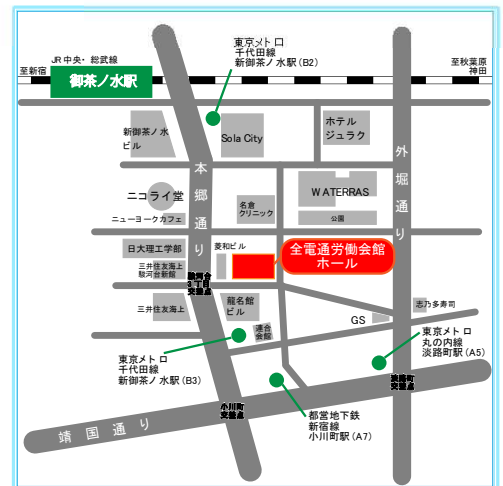 東京メトロ
千代田線
新御茶ノ水駅(B2)
JR中央・総武線
至新宿
御茶ノ水駅
至秋葉原
神田
新御茶ノ水
ビル
Sola City
ホテル
ジュラク
本郷通り
外堀通り
ニコライ堂
ニューヨークカフェ
名倉
クリニック
WATERRAS
公園
日大理工学部
菱和ビル
全電通労働会館
ホール
三井住友海上
駿河台新館
駿河台
3丁目
交差点
三井住友海上
龍名館
ビル
連合
会館
GS
志乃多寿司
東京メトロ
丸の内線
淡路町駅(A5)
東京メトロ
千代田線
新御茶ノ水駅(B3)
淡路町
交差点
小川町
交差点
都営地下鉄
新宿線
小川町駅(A7)
靖国通り